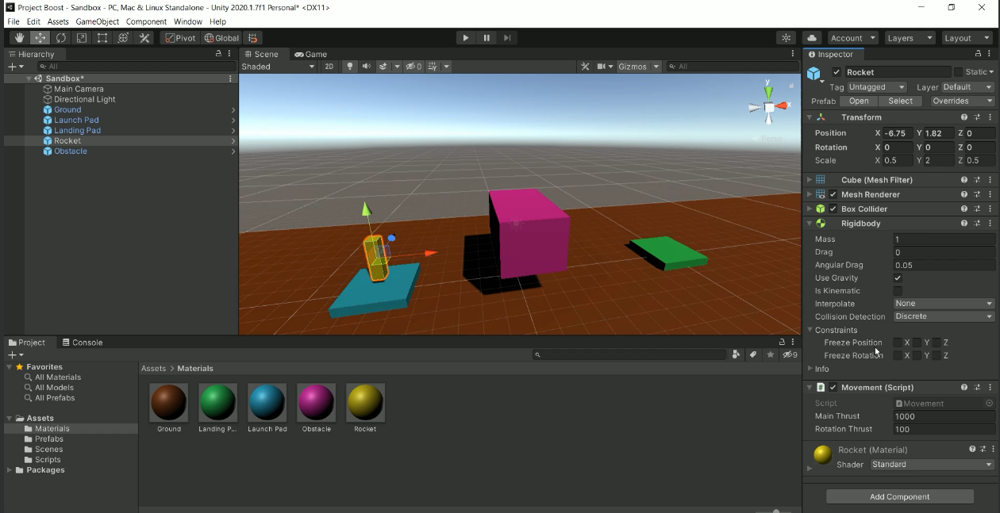 Project Boost - Sandbox - PC, Mac & Linux Standalone - Unity 2020.1.7f1 Personal* <DX11>
File Edit Assets GameObject Component Window Help
Pivot Global Account Layers Layout
Hierarchy
All
Sandbox*
Main Camera
Directional Light
Ground
Launch Pad
Landing Pad
Rocket
Obstacle
Scene Game
Shaded 2D 0 Gizmos All
y
x
Persp
Inspector
Rocket Static
Tag Untagged Layer Default
Prefab Open Select Overrides
Transform
Position X -6.75 Y 1.82 Z 0
Rotation X 0 Y 0 Z 0
Scale X 0.5 Y 2 Z 0.5
Cube (Mesh Filter)
Mesh Renderer
Box Collider
Rigidbody
Mass 1
Drag 0
Angular Drag 0.05
Use Gravity
Is Kinematic
Interpolate None
Collision Detection Discrete
Constraints
Freeze Position X Y Z
Freeze Rotation X Y Z
Info
Movement (Script)
Script Movement
Main Thrust 1000
Rotation Thrust 100
Rocket (Material)
Shader Standard
Add Component
Project Console
9
Favorites
All Materials
All Models
All Prefabs
Assets
Materials
Prefabs
Scenes
Scripts
Packages
Assets > Materials
Ground Landing P... Launch Pad Obstacle Rocket